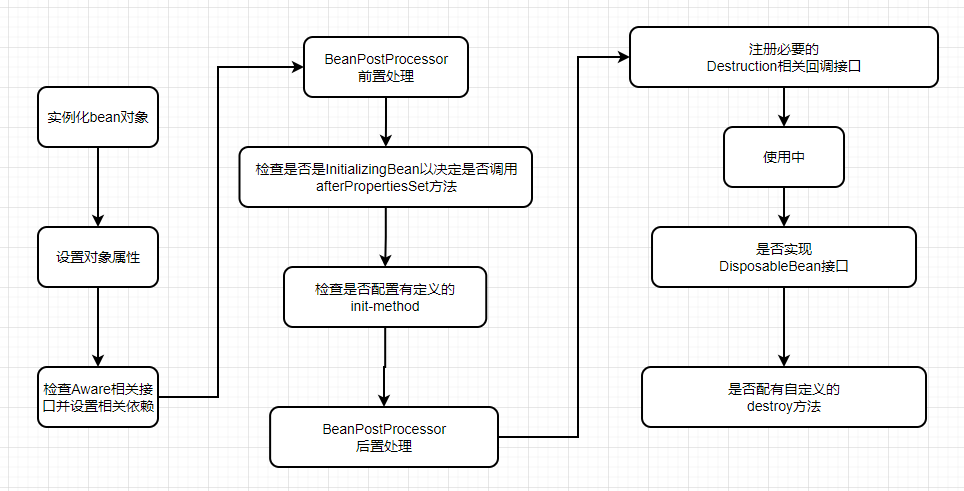 实例化bean对象
设置对象属性
检查Aware相关接
口并设置相关依赖
BeanPostProcessor
前置处理
检查是否是InitializingBean以决定是否调用
afterPropertiesSet方法
检查是否配置有定义的
init-method
BeanPostProcessor
后置处理
注册必要的
Destruction相关回调接口
使用中
是否实现
DisposableBean接口
是否配有自定义的
destroy方法